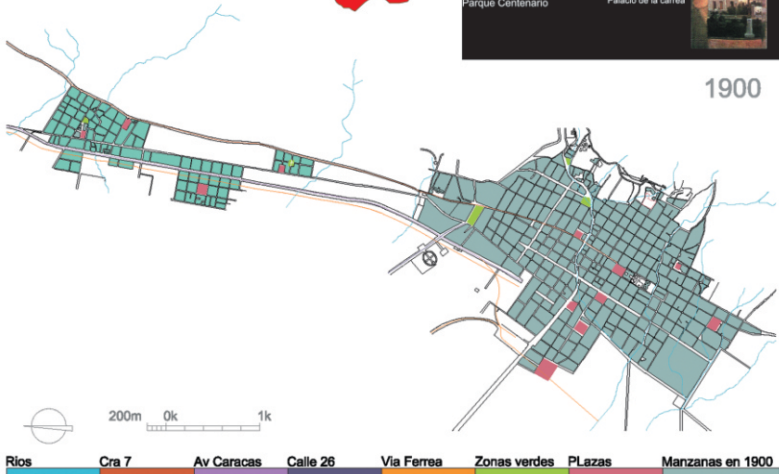 Parque Centenario
Palacio de la carrea
1900
200m 0k 1k
Rios Cra 7 Av Caracas Calle 26 Via Ferrea Zonas verdes PLazas Manzanas en 1900